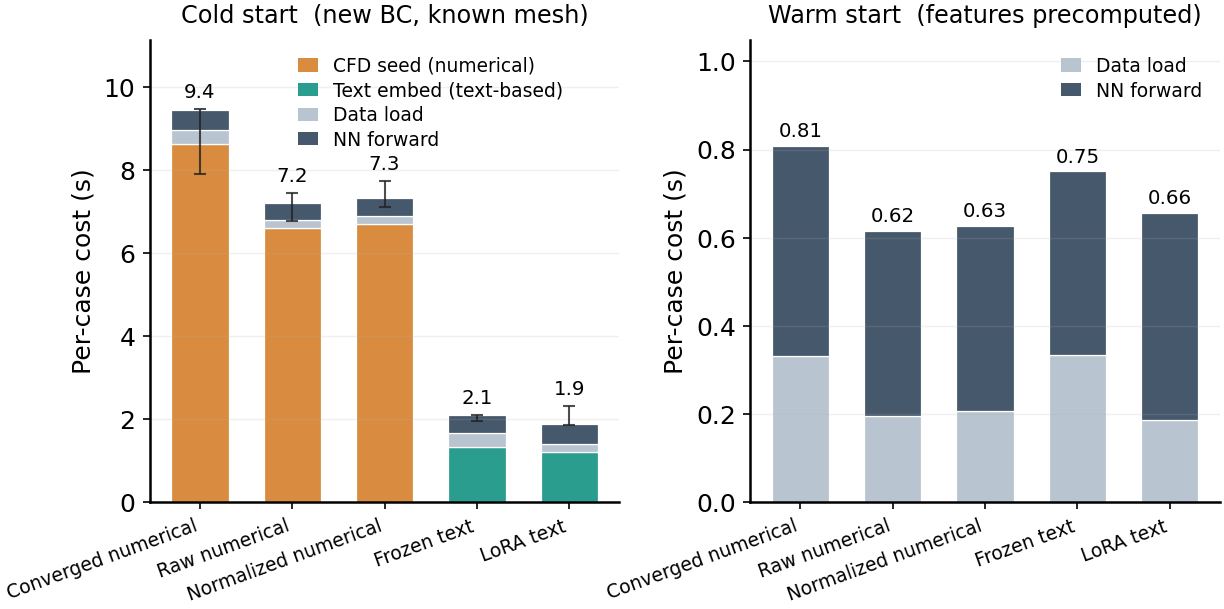 Cold start  (new BC, known mesh)
Per-case cost (s)
10
8
6
4
2
0
CFD seed (numerical)
Text embed (text-based)
Data load
NN forward
9.4
7.2
7.3
2.1
1.9
Converged numerical
Raw numerical
Normalized numerical
Frozen text
LoRA text
Warm start  (features precomputed)
Per-case cost (s)
1.0
0.8
0.6
0.4
0.2
0.0
Data load
NN forward
0.81
0.62
0.63
0.75
0.66
Converged numerical
Raw numerical
Normalized numerical
Frozen text
LoRA text